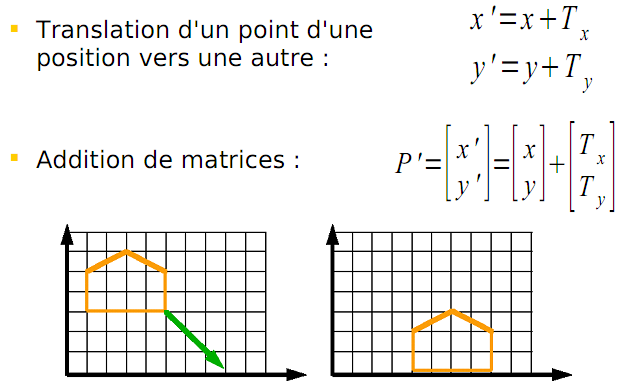 Translation d'un point d'une
position vers une autre :
x'=x+T_x
y'=y+T_y
Addition de matrices :
P'=[x' y']=[x y]+[T_x T_y]